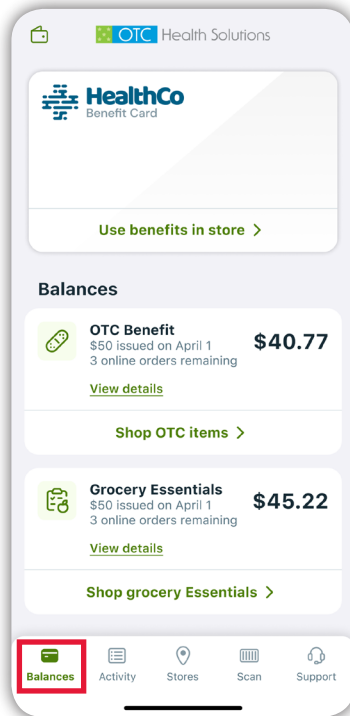 OTC Health Solutions
HealthCo
Benefit Card
Use benefits in store >
Balances
OTC Benefit
$50 issued on April 1
3 online orders remaining
$40.77
View details
Shop OTC items >
Grocery Essentials
$50 issued on April 1
3 online orders remaining
$45.22
View details
Shop grocery Essentials >
Balances Activity Stores Scan Support